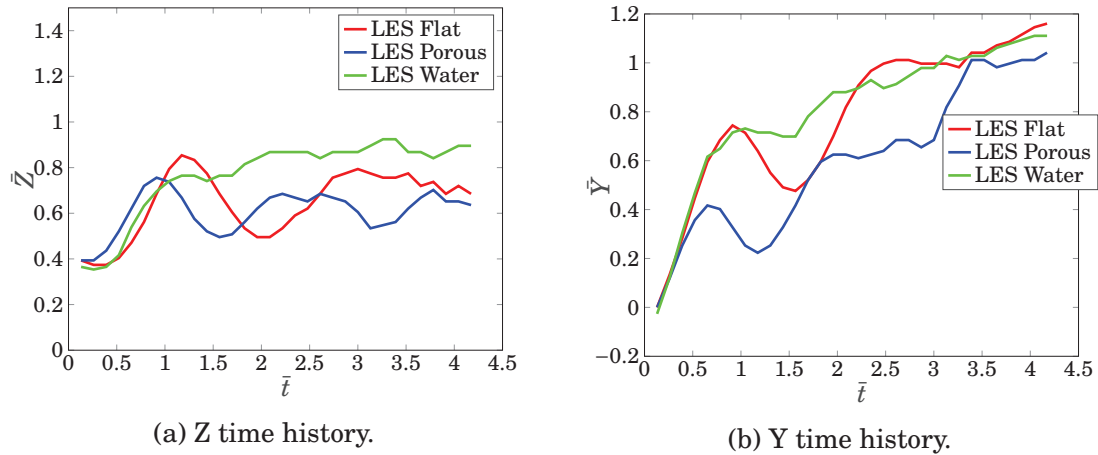 1.4
1.2
1
0.8
0.6
0.4
0.2
0
Z̄
0 0.5 1 1.5 2 2.5 3 3.5 4 4.5
t̄
LES Flat
LES Porous
LES Water
(a) Z time history.
1.2
1
0.8
0.6
0.4
0.2
0
−0.2
Ȳ
0 0.5 1 1.5 2 2.5 3 3.5 4 4.5
t̄
LES Flat
LES Porous
LES Water
(b) Y time history.